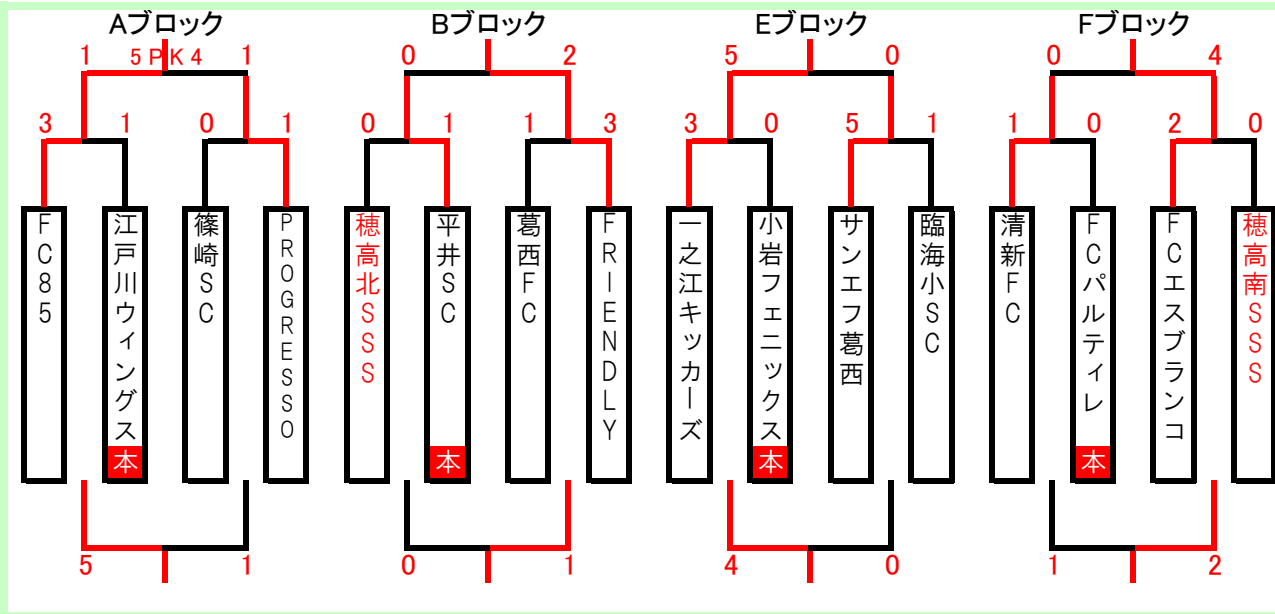 Aブロック
Bブロック
Eブロック
Fブロック
1 5PK4 1
0 2
5 0
0 4
3 1 0 1
0 1 1 3
3 0 5 1
1 0 2 0
FC85
江戸川ウィングス
本
篠崎SC
PROGRESSO
穂高北SSS
平井SC
本
葛西FC
FRIENDLY
一之江キッカーズ
小岩フェニックス
本
サンエフ葛西
臨海小SC
清新FC
FCパルティレ
本
FCエスブランコ
穂高南SSS
5 1
0 1
4 0
1 2